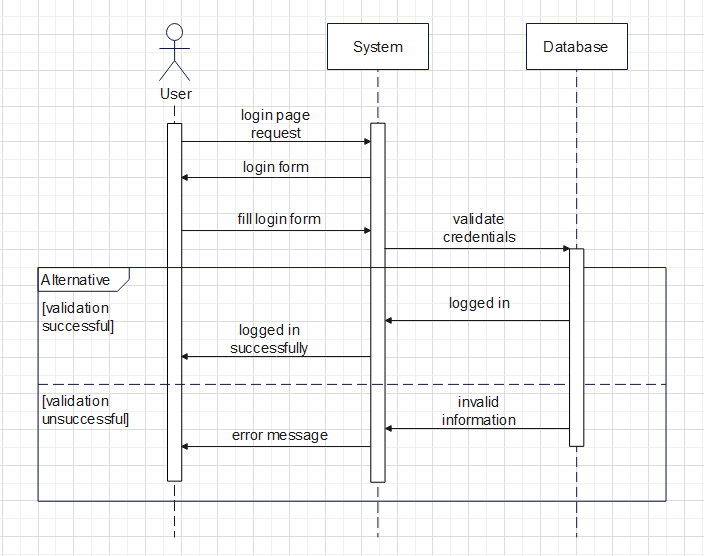 System
Database
User
login page
request
login form
fill login form
validate
credentials
Alternative
[validation
successful]
logged in
logged in
successfully
[validation
unsuccessful]
invalid
information
error message